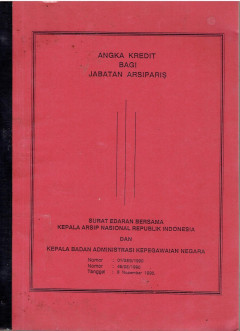 ANGKA KREDIT
BAGI
JABATAN ARSIPARIS
SURAT EDARAN BERSAMA
KEPALA ARSIP NASIONAL REPUBLIK INDONESIA
DAN
KEPALA BADAN ADMINISTRASI KEPEGAWAIAN NEGARA
Nomor :
Nomor :
Tanggal : November